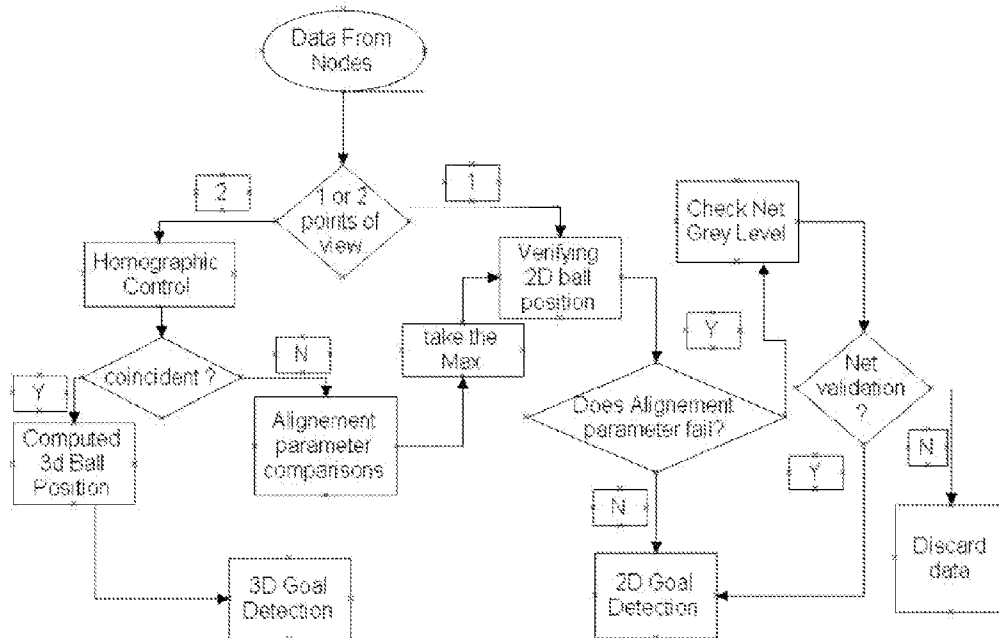 Data From
Nodes
1 or 2
points of
view
2
1
Homographic
Control
Verifying
2D ball
position
Check Net
Grey Level
take the
Max
coincident ?
Y
N
Computed
3d Ball
Position
Alignement
parameter
comparisons
Does Alignement
parameter fail?
Y
N
Net
validation
?
Y
N
3D Goal
Detection
2D Goal
Detection
Discard
data